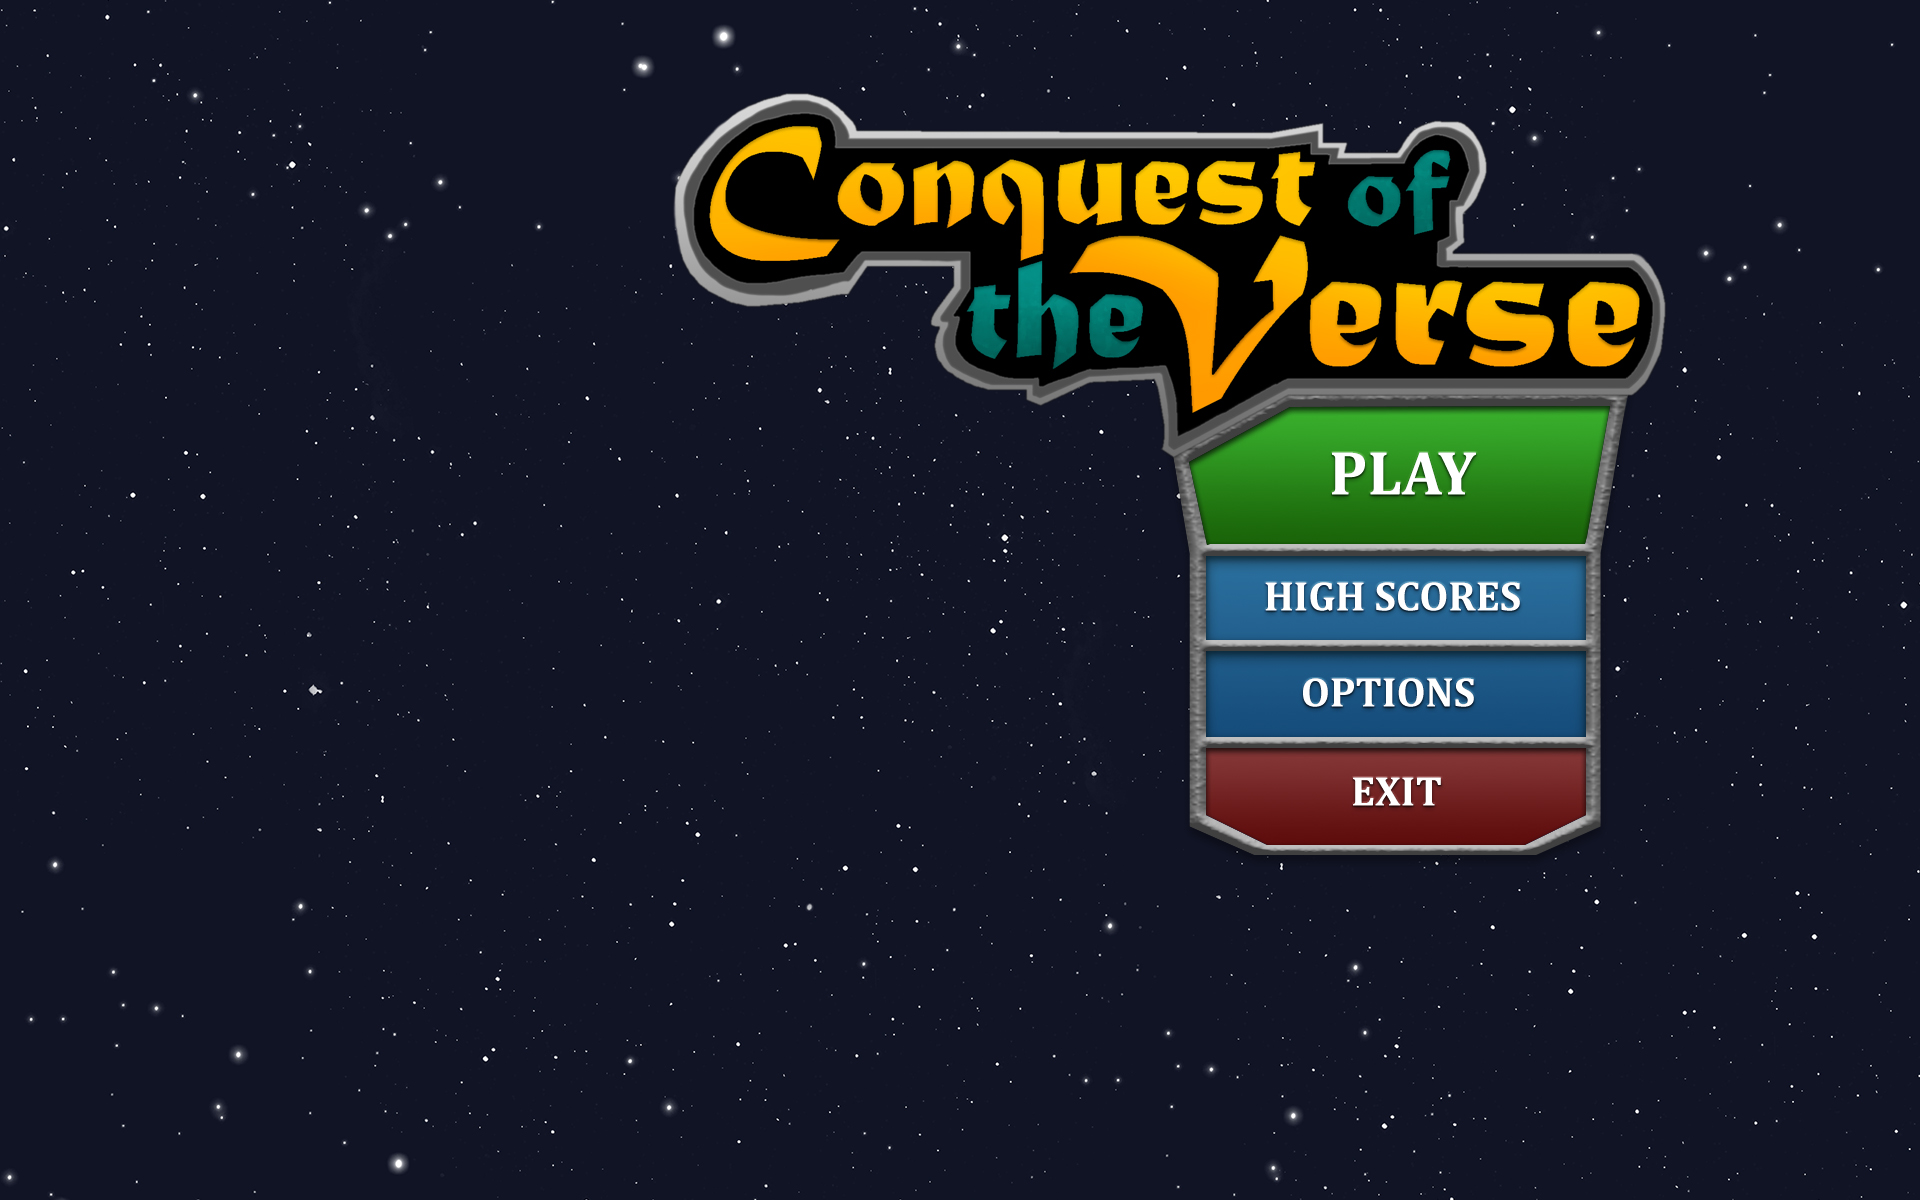 Conquest of
the Verse
PLAY
HIGH SCORES
OPTIONS
EXIT